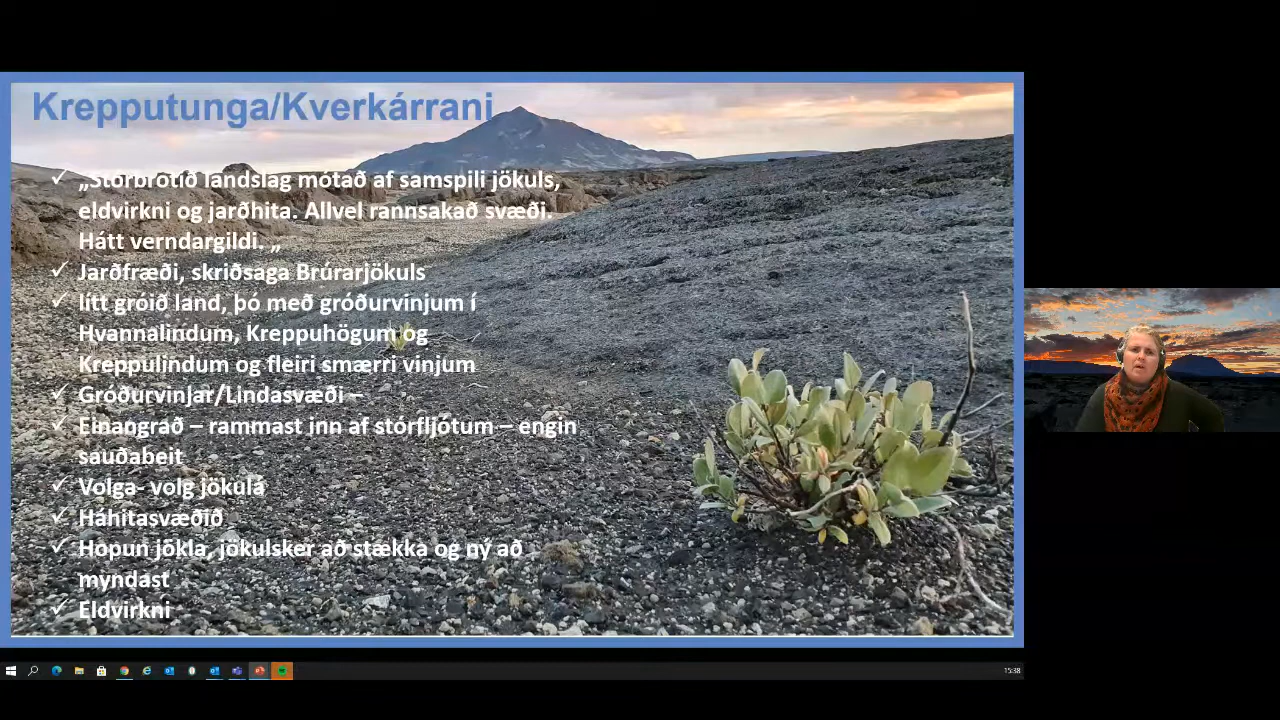 Krepputunga/Kverkárrani
„Stórbrotið landslag mótað af samspili jökuls,
eldvirkni og jarðhita. Allvel rannsakað svæði.
Hátt verndargildi. „
Jarðfræði, skriðsaga Brúrarjökuls
lítt gróið land, þó með gróðurvinjum í
Hvannalindum, Kreppuhögum og
Kreppulindum og fleiri smærri vinjum
Gróðurvinjar/Lindasvæði –
Einangrað – rammast inn af stórfljótum – engin
sauðabeit
Volga- volg jökulá
Háhitasvæðið
Hopun jökla, jökulsker að stækka og ný að
myndast
Eldvirkni
15:38